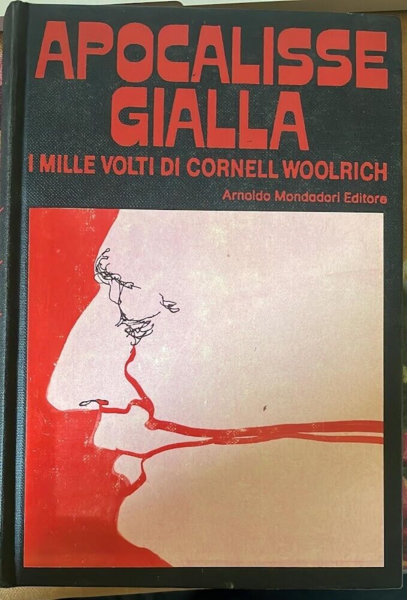 APOCALISSE
GIALLA
I MILLE VOLTI DI CORNELL WOOLRICH
Arnoldo Mondadori Editore